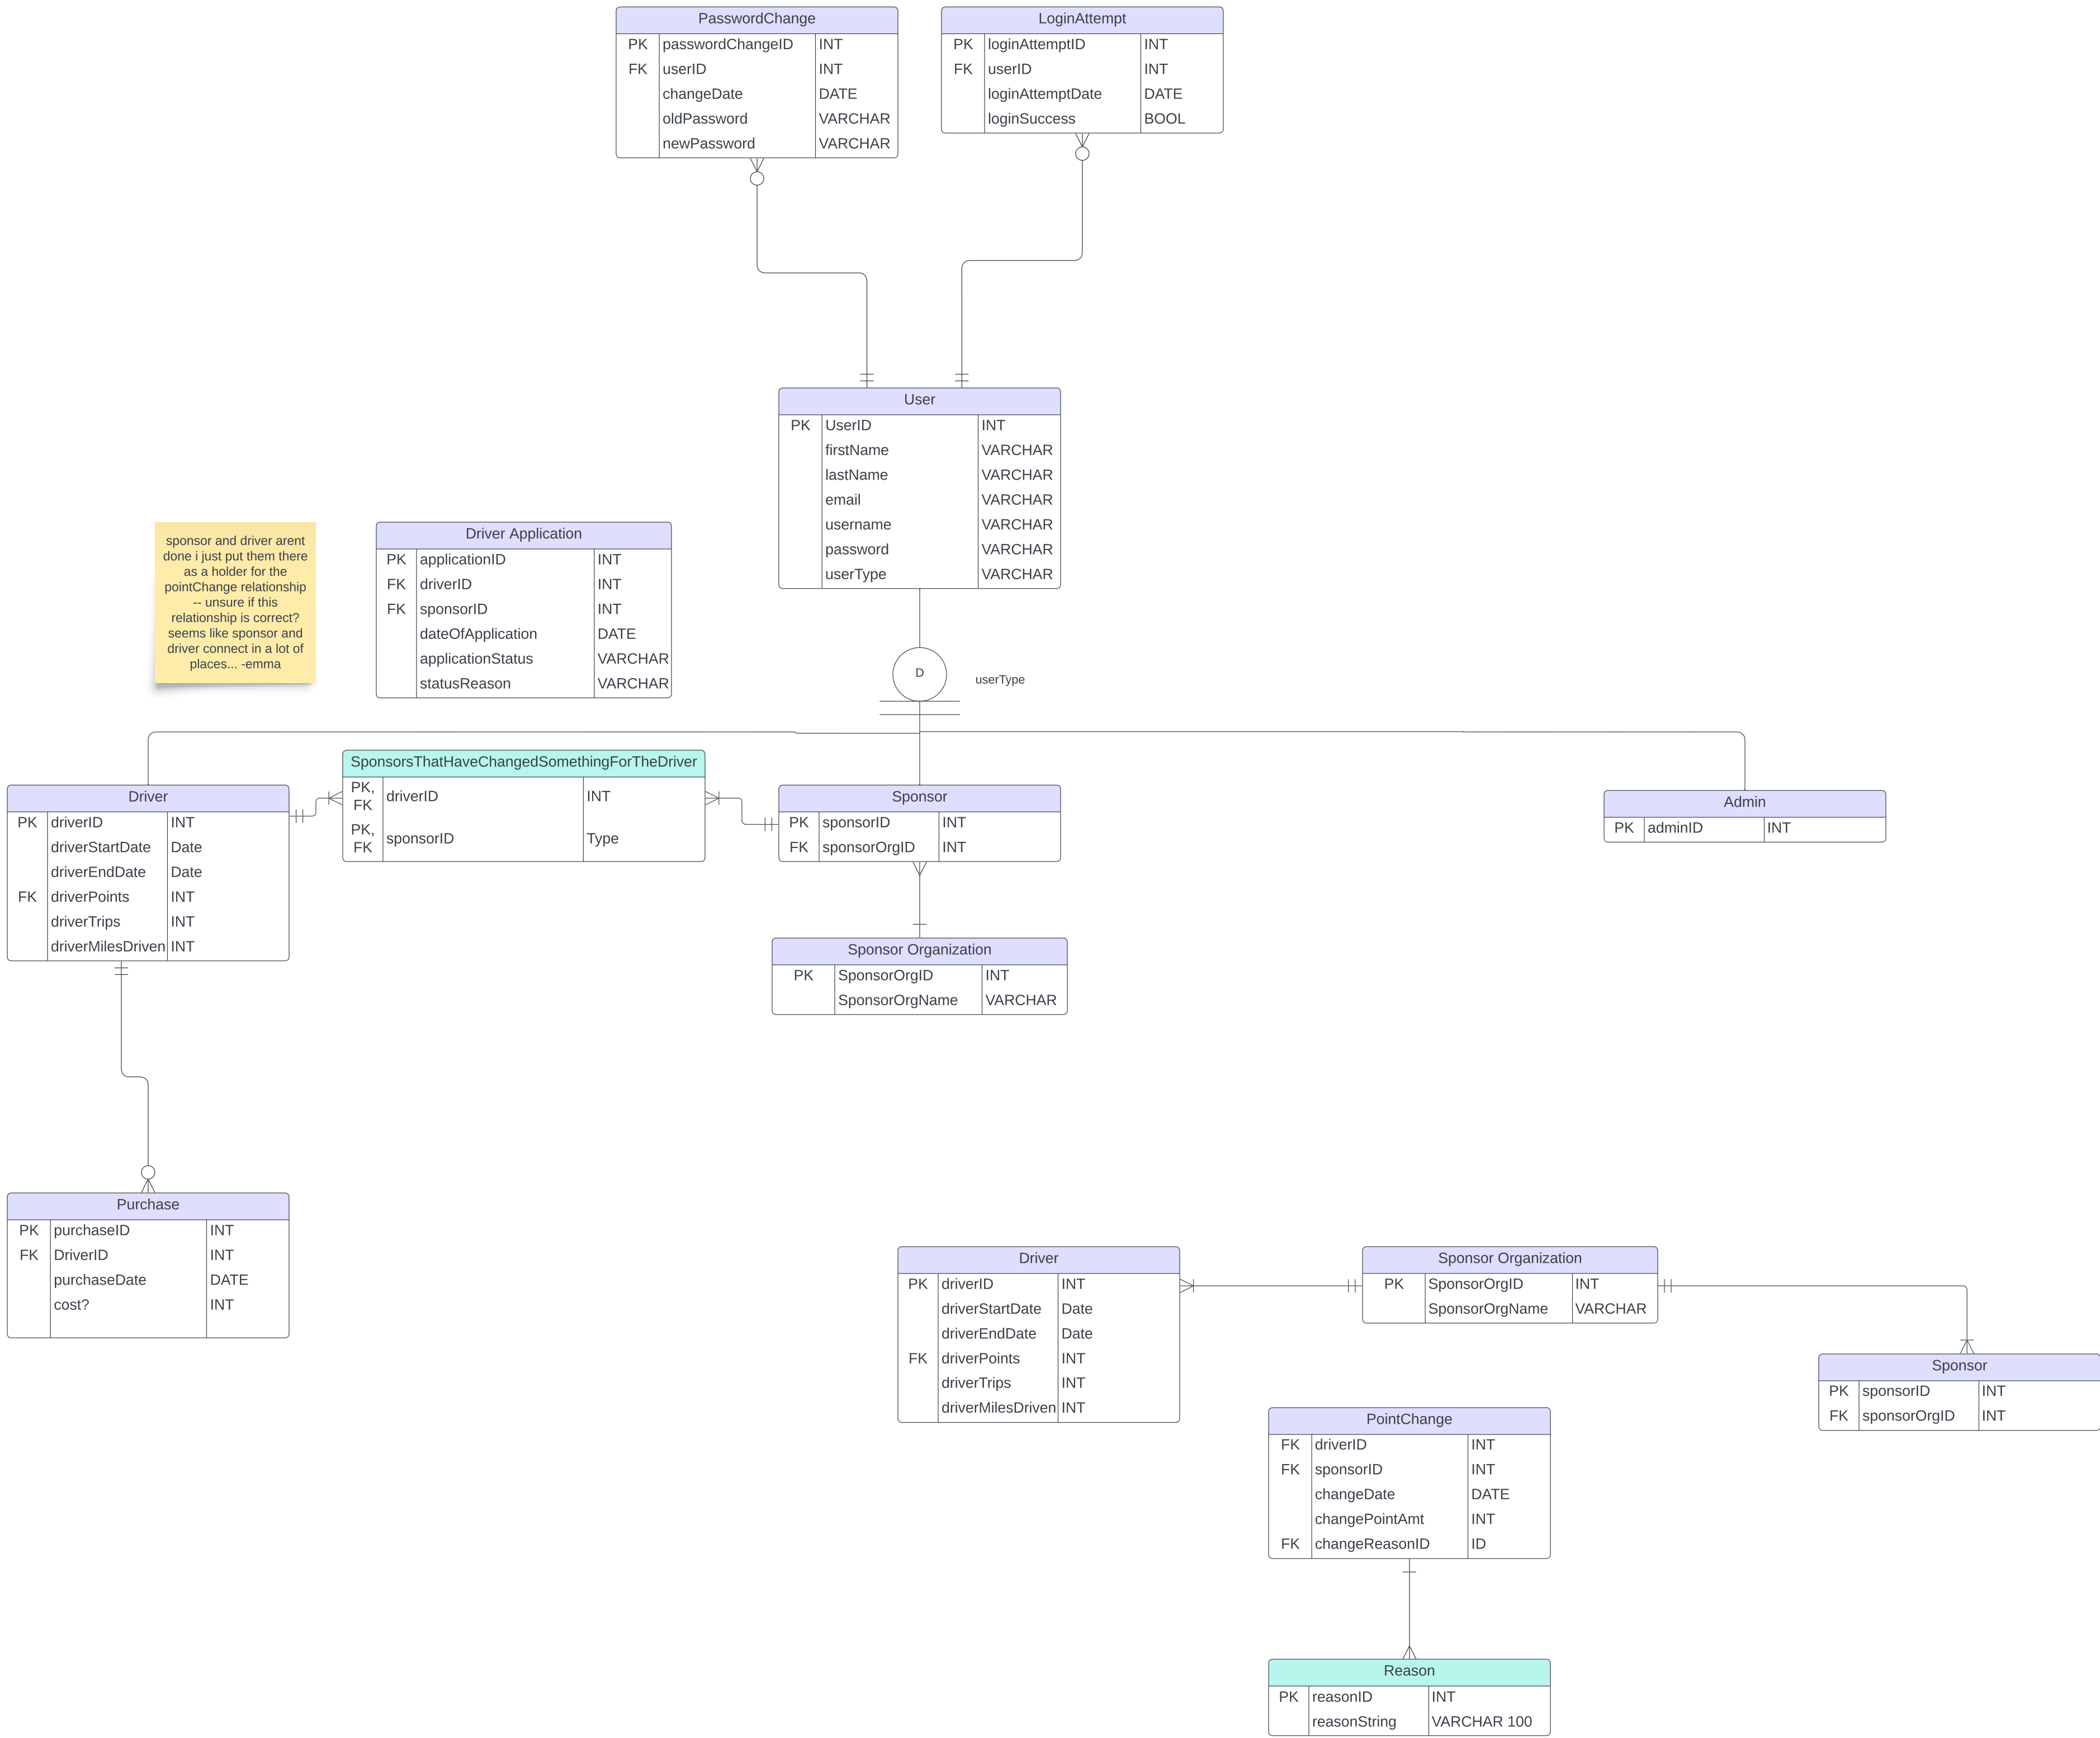 PasswordChange
PK passwordChangeID INT
FK userID INT
changeDate DATE
oldPassword VARCHAR
newPassword VARCHAR
LoginAttempt
PK loginAttemptID INT
FK userID INT
loginAttemptDate DATE
loginSuccess BOOL
User
PK UserID INT
firstName VARCHAR
lastName VARCHAR
email VARCHAR
username VARCHAR
password VARCHAR
userType VARCHAR
sponsor and driver arent
done i just put them there
as a holder for the
pointChange relationship
-- unsure if this
relationship is correct?
seems like sponsor and
driver connect in a lot of
places... -emma
Driver Application
PK applicationID INT
FK driverID INT
FK sponsorID INT
dateOfApplication DATE
applicationStatus VARCHAR
statusReason VARCHAR
D
userType
SponsorsThatHaveChangedSomethingForTheDriver
PK,
FK driverID INT
PK,
FK sponsorID Type
Driver
PK driverID INT
driverStartDate Date
driverEndDate Date
FK driverPoints INT
driverTrips INT
driverMilesDriven INT
Sponsor
PK sponsorID INT
FK sponsorOrgID INT
Admin
PK adminID INT
Sponsor Organization
PK SponsorOrgID INT
SponsorOrgName VARCHAR
Purchase
PK purchaseID INT
FK DriverID INT
purchaseDate DATE
cost? INT
Driver
PK driverID INT
driverStartDate Date
driverEndDate Date
FK driverPoints INT
driverTrips INT
driverMilesDriven INT
Sponsor Organization
PK SponsorOrgID INT
SponsorOrgName VARCHAR
Sponsor
PK sponsorID INT
FK sponsorOrgID INT
PointChange
FK driverID INT
FK sponsorID INT
changeDate DATE
changePointAmt INT
FK changeReasonID ID
Reason
PK reasonID INT
reasonString VARCHAR 100